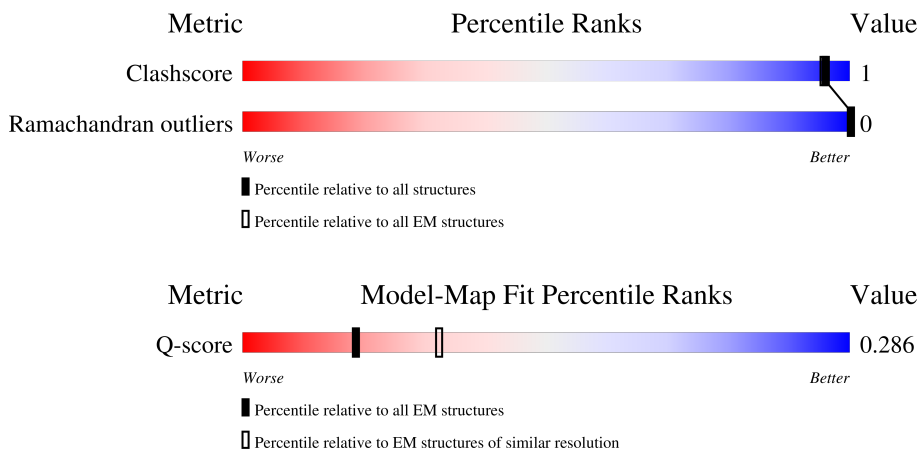 Metric Percentile Ranks Value
Clashscore 1
Ramachandran outliers 0
Worse Better
Percentile relative to all structures
Percentile relative to all EM structures
Metric Model-Map Fit Percentile Ranks Value
Q-score 0.286
Worse Better
Percentile relative to all EM structures
Percentile relative to EM structures of similar resolution